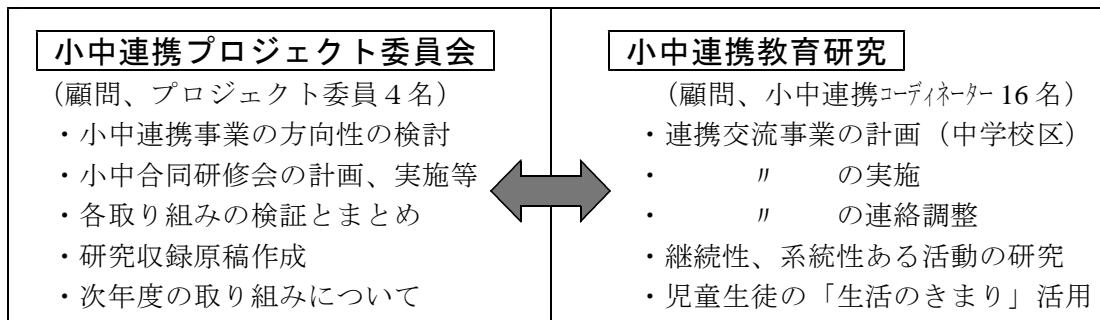 小中連携プロジェクト委員会
(顧問、プロジェクト委員4名)
・小中連携事業の方向性の検討
・小中合同研修会の計画、実施等
・各取り組みの検証とまとめ
・研究収録原稿作成
・次年度の取り組みについて
小中連携教育研究
(顧問、小中連携ｺｰﾃﾞｨﾈｰﾀｰ16名)
・連携交流事業の計画(中学校区)
・ 〃 の実施
・ 〃 の連絡調整
・継続性、系統性ある活動の研究
・児童生徒の「生活のきまり」活用